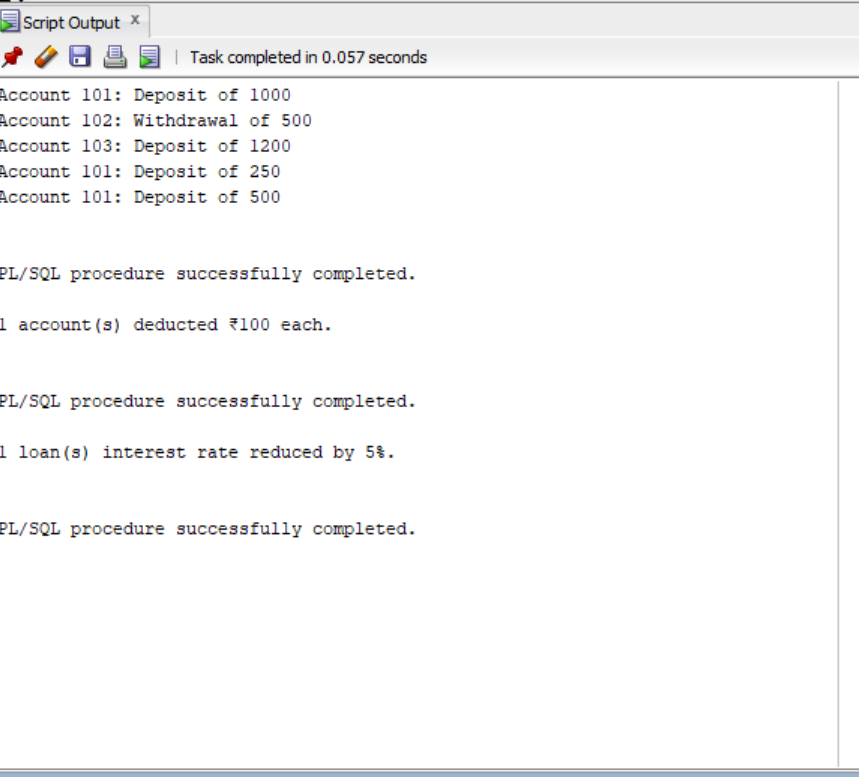 Script Output x
Task completed in 0.057 seconds
Account 101: Deposit of 1000
Account 102: Withdrawal of 500
Account 103: Deposit of 1200
Account 101: Deposit of 250
Account 101: Deposit of 500
PL/SQL procedure successfully completed.
1 account(s) deducted ₹100 each.
PL/SQL procedure successfully completed.
1 loan(s) interest rate reduced by 5%.
PL/SQL procedure successfully completed.